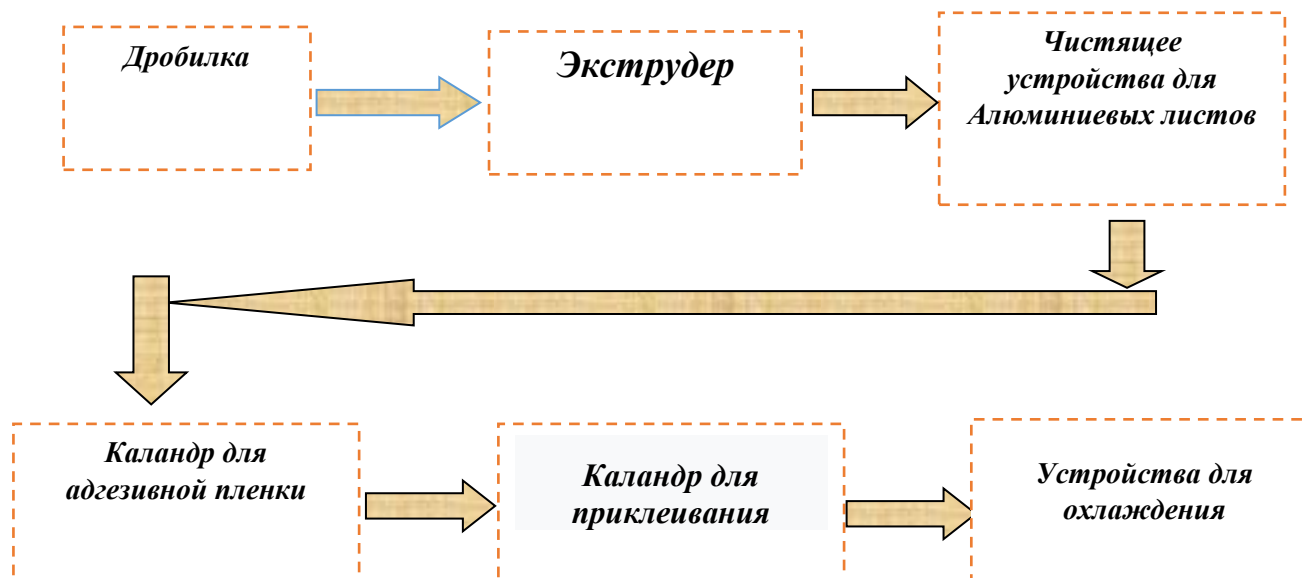 Дробилка
Экструдер
Чистящее
устройства для
Алюминиевых листов
Каландр для
адгезивной пленки
Каландр для
приклеивания
Устройства для
охлаждения